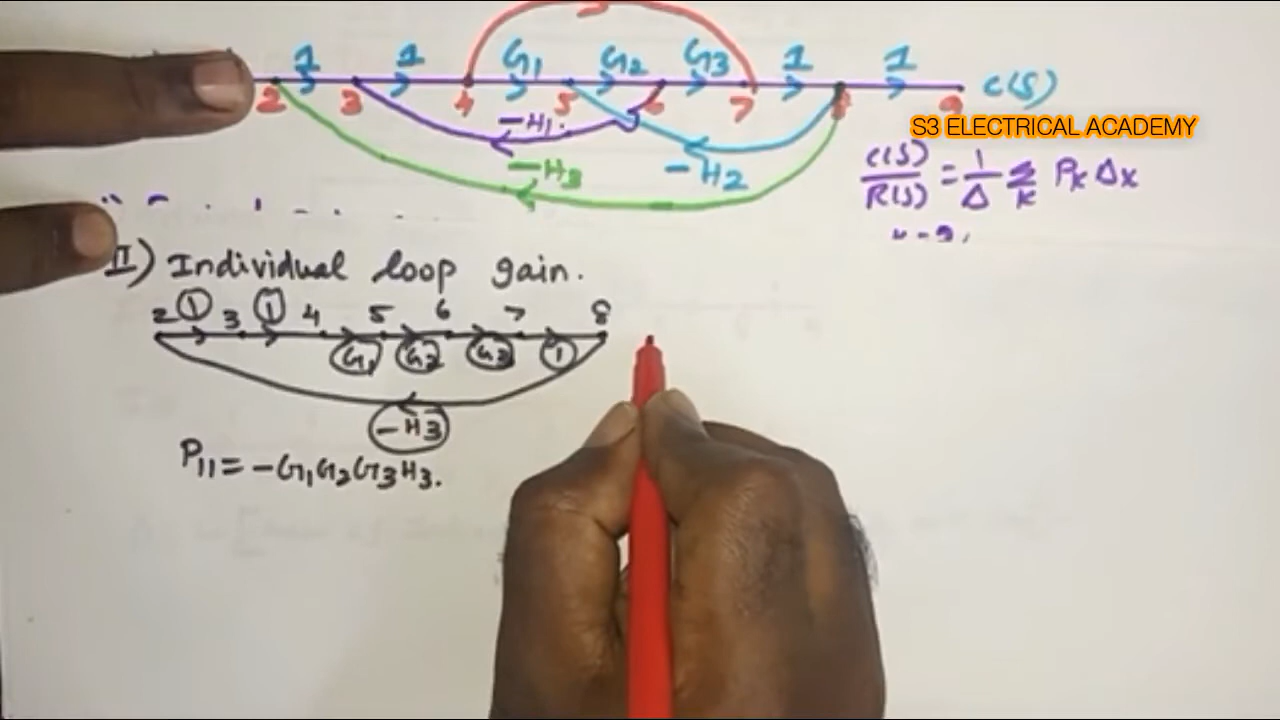 1 1 G1 G2 G3 1 1
2 3 4 5 6 7 8 9 C(S)
-H1.
-H3
-H2
S3 ELECTRICAL ACADEMY
C(S)/R(S) = 1/Δ Σ K PK ΔK
II) Individual loop gain.
2 1 3 1 4 5 6 7 8
G1 G2 G3 1
-H3
P11 = -G1G2G3H3.